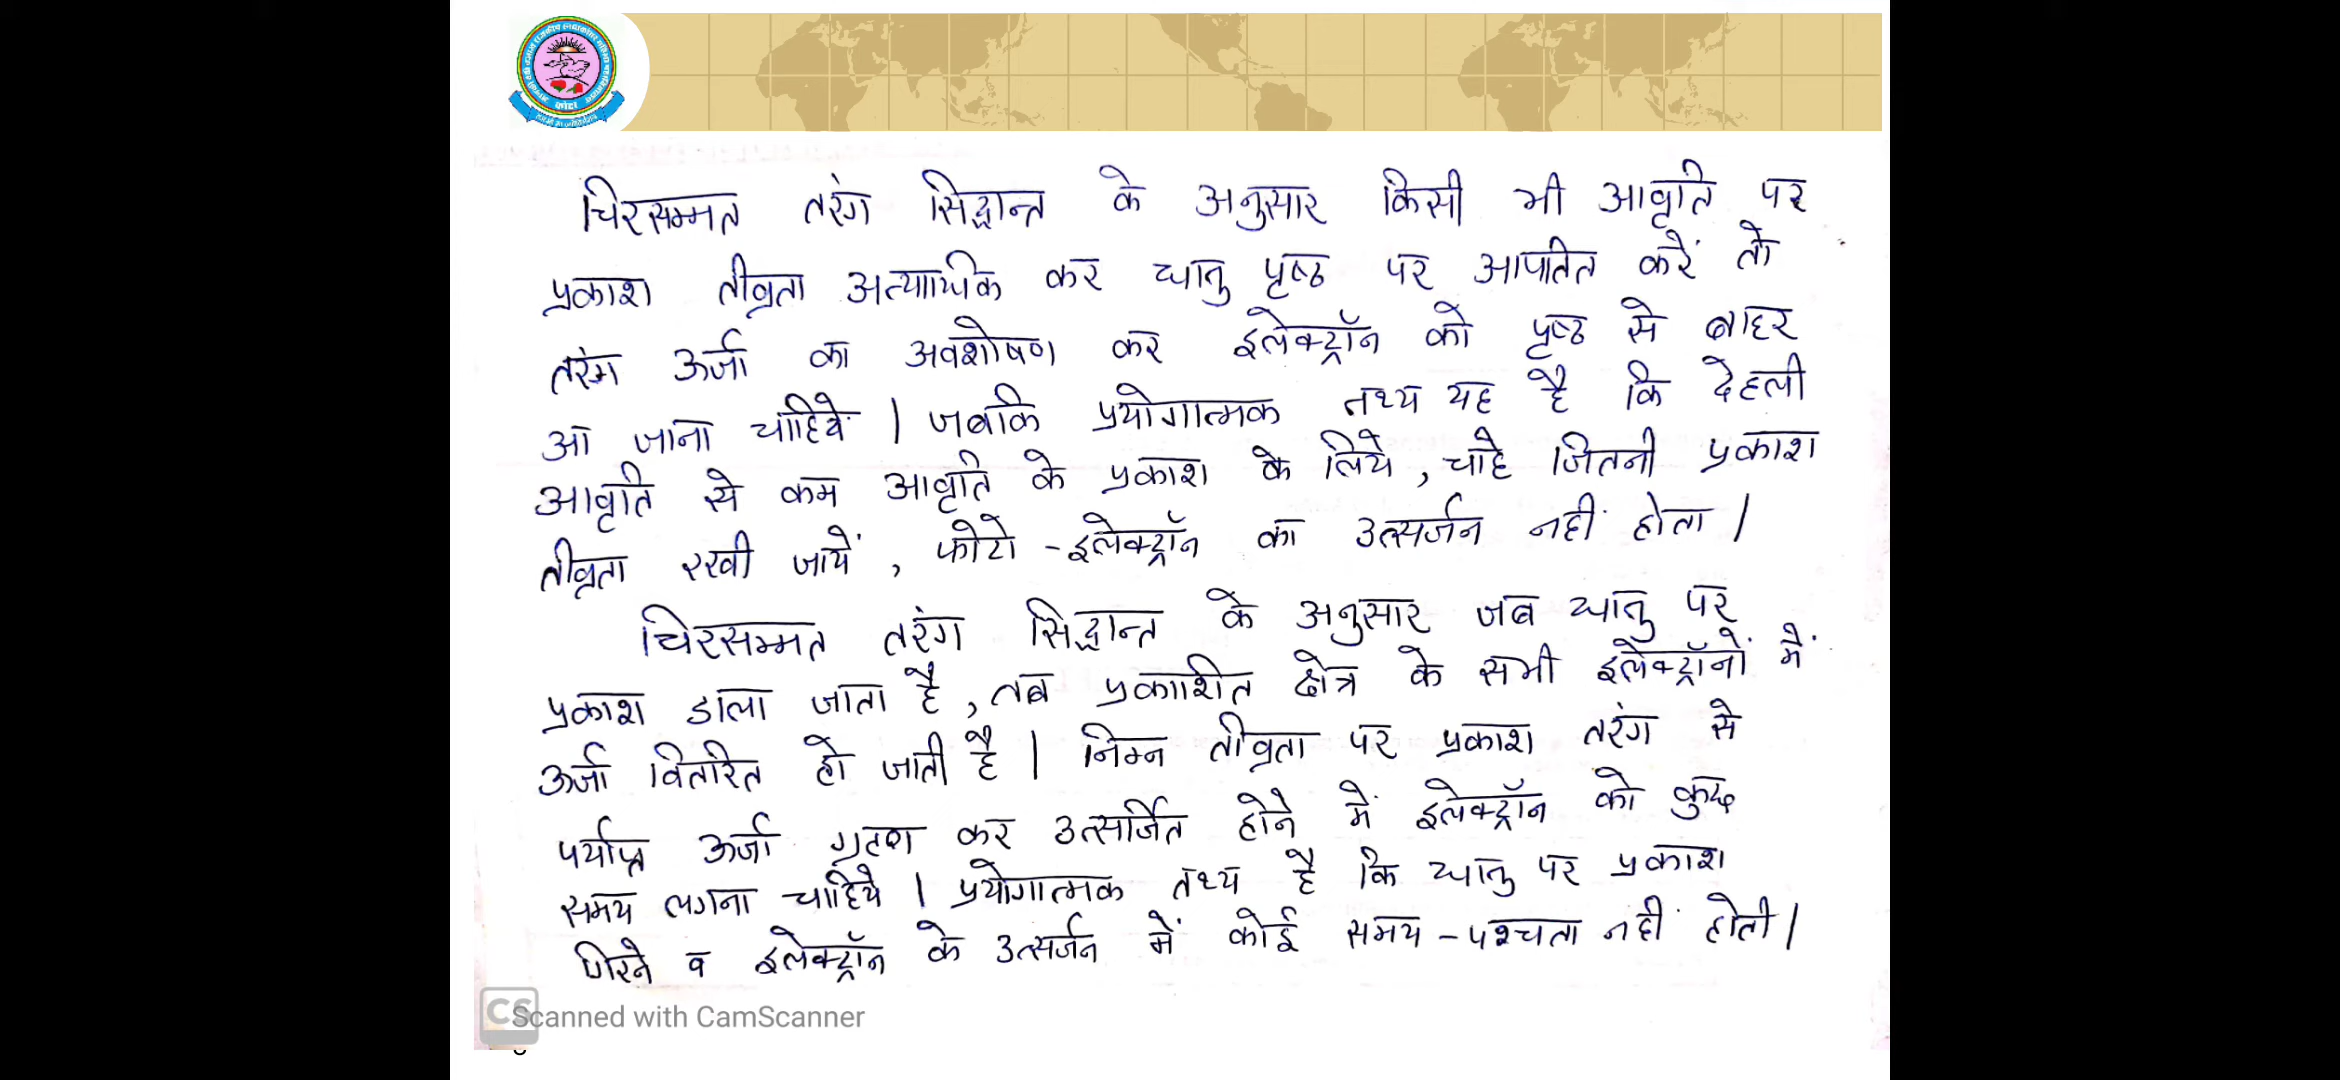 चिरसम्मत तरंग सिद्धान्त के अनुसार किसी भी आवृति पर
प्रकाश तीव्रता अत्याधिक कर धातु पृष्ठ पर आपतित करें तो
तरंग ऊर्जा का अवशोषण कर इलेक्ट्रॉन को पृष्ठ से बाहर
आ जाना चाहिये । जबकि प्रयोगात्मक तथ्य यह है कि देहली
आवृति से कम आवृति के प्रकाश के लिये, चाहे जितनी प्रकाश
तीव्रता रखी जायें, फोटो-इलेक्ट्रॉन का उत्सर्जन नहीं होता ।
चिरसम्मत तरंग सिद्धान्त के अनुसार जब धातु पर
प्रकाश डाला जाता है, तब प्रकाशित क्षेत्र के सभी इलेक्ट्रॉनों में
ऊर्जा वितरित हो जाती है । निम्न तीव्रता पर प्रकाश तरंग से
पर्याप्त ऊर्जा ग्रहण कर उत्सर्जित होने में इलेक्ट्रॉन को कुछ
समय लगना चाहिये । प्रयोगात्मक तथ्य है कि धातु पर प्रकाश
गिरने व इलेक्ट्रॉन के उत्सर्जन में कोई समय-पश्चता नहीं होती ।
CS Scanned with CamScanner